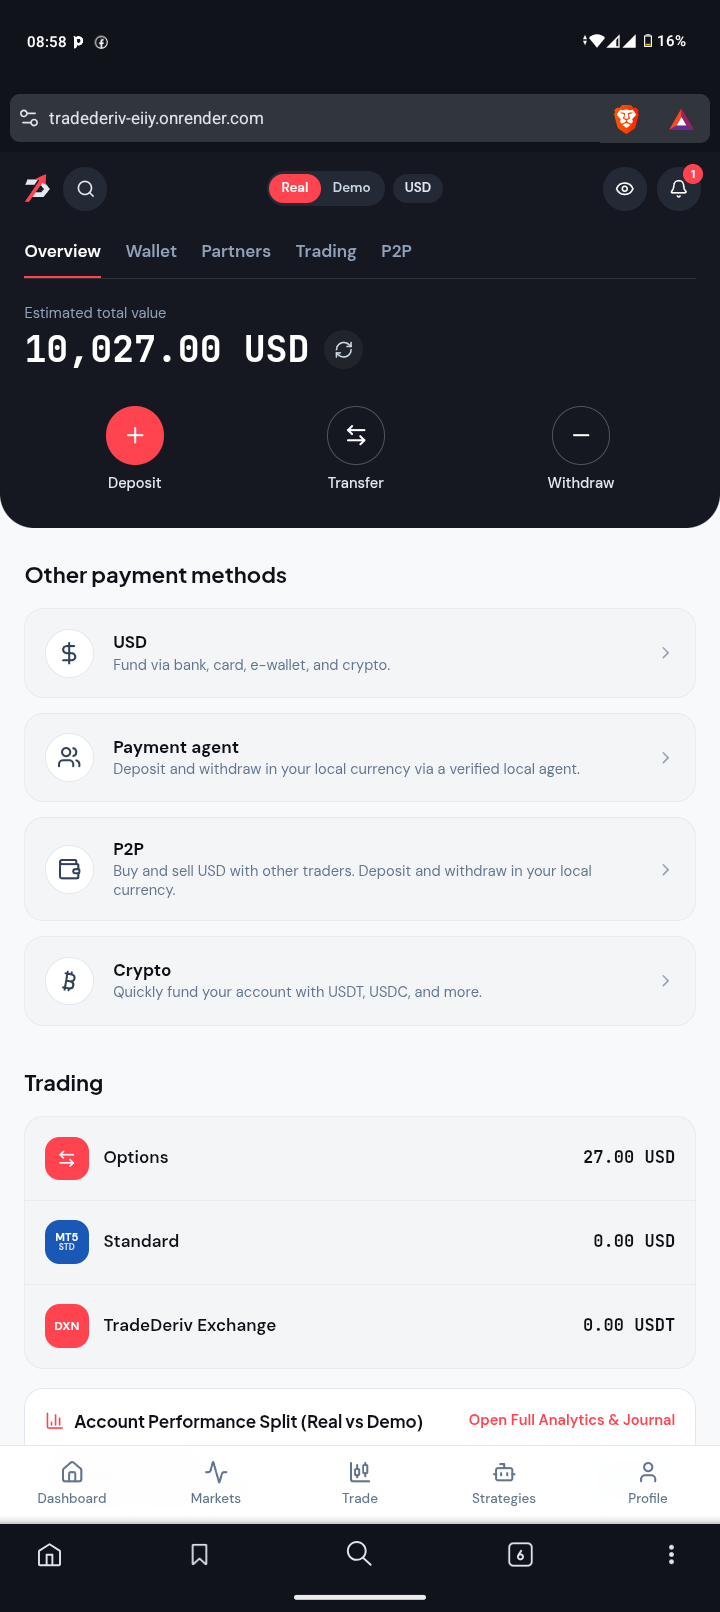 08:58
16%
tradederiv-eiiy.onrender.com
Real
Demo
USD
1
Overview
Wallet
Partners
Trading
P2P
Estimated total value
10,027.00 USD
Deposit
Transfer
Withdraw
Other payment methods
USD
Fund via bank, card, e-wallet, and crypto.
Payment agent
Deposit and withdraw in your local currency via a verified local agent.
P2P
Buy and sell USD with other traders. Deposit and withdraw in your local
currency.
Crypto
Quickly fund your account with USDT, USDC, and more.
Trading
Options
27.00 USD
MT5
STD
Standard
0.00 USD
DXN
TradeDeriv Exchange
0.00 USDT
Account Performance Split (Real vs Demo)
Open Full Analytics & Journal
Dashboard
Markets
Trade
Strategies
Profile
6